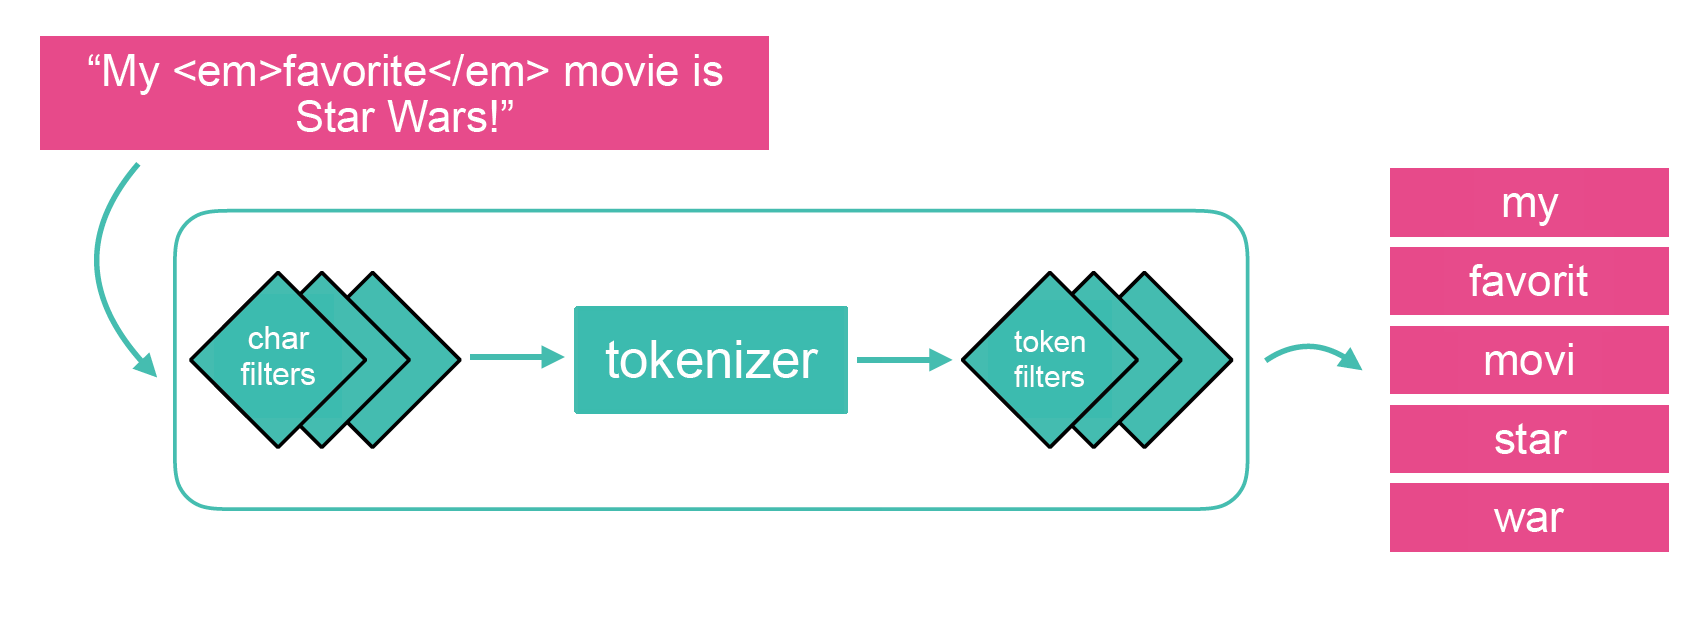 “My <em>favorite</em> movie is
Star Wars!”
char
filters
tokenizer
token
filters
my
favorit
movi
star
war